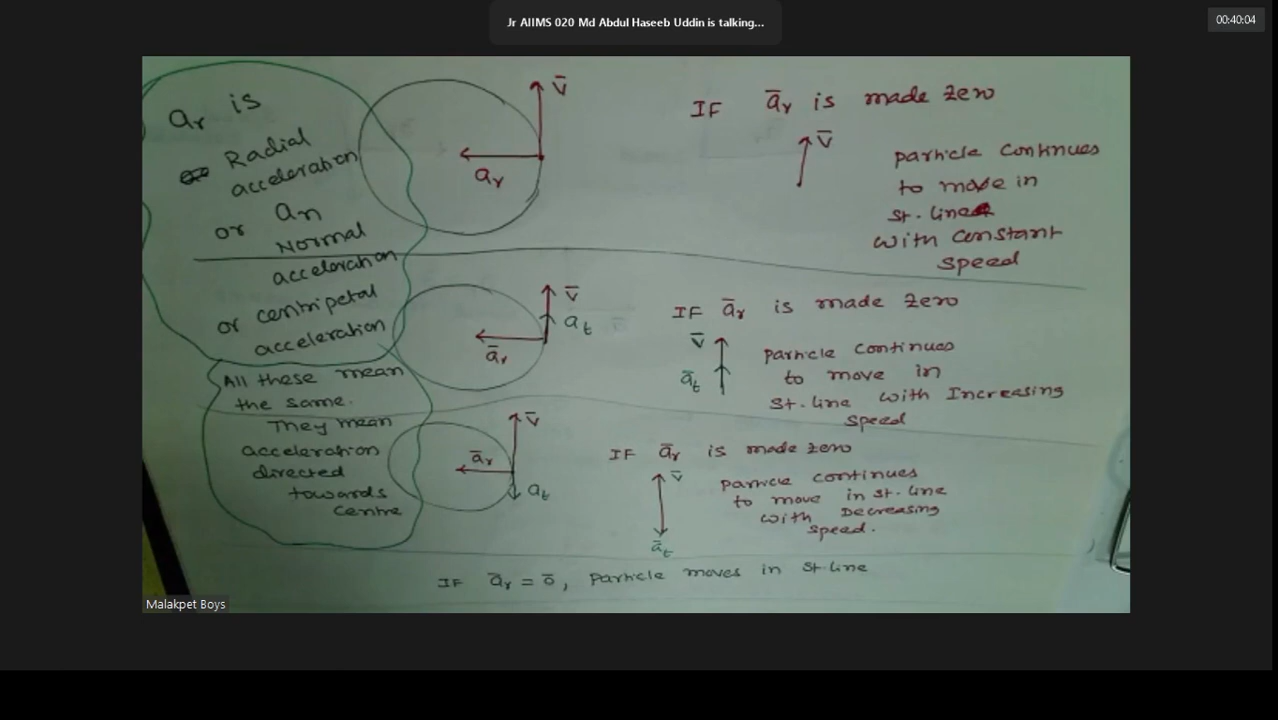 Jr AIIMS 020 Md Abdul Haseeb Uddin is talking...
00:40:04
ar is
Radial
acceleration
or an
Normal
acceleration
or centripetal
acceleration
All these mean
the same.
They mean
acceleration
directed
towards
centre
v̄
ar
IF ār is made zero
v̄
particle continues
to move in
st. line
with constant
speed
v̄
at
ār
IF ār is made zero
v̄
āt
particle continues
to move in
st. line with Increasing
speed
v̄
ār
at
IF ār is made zero
v̄
āt
particle continues
to move in st. line
with Decreasing
speed.
IF ār = ō, particle moves in st. line
Malakpet Boys